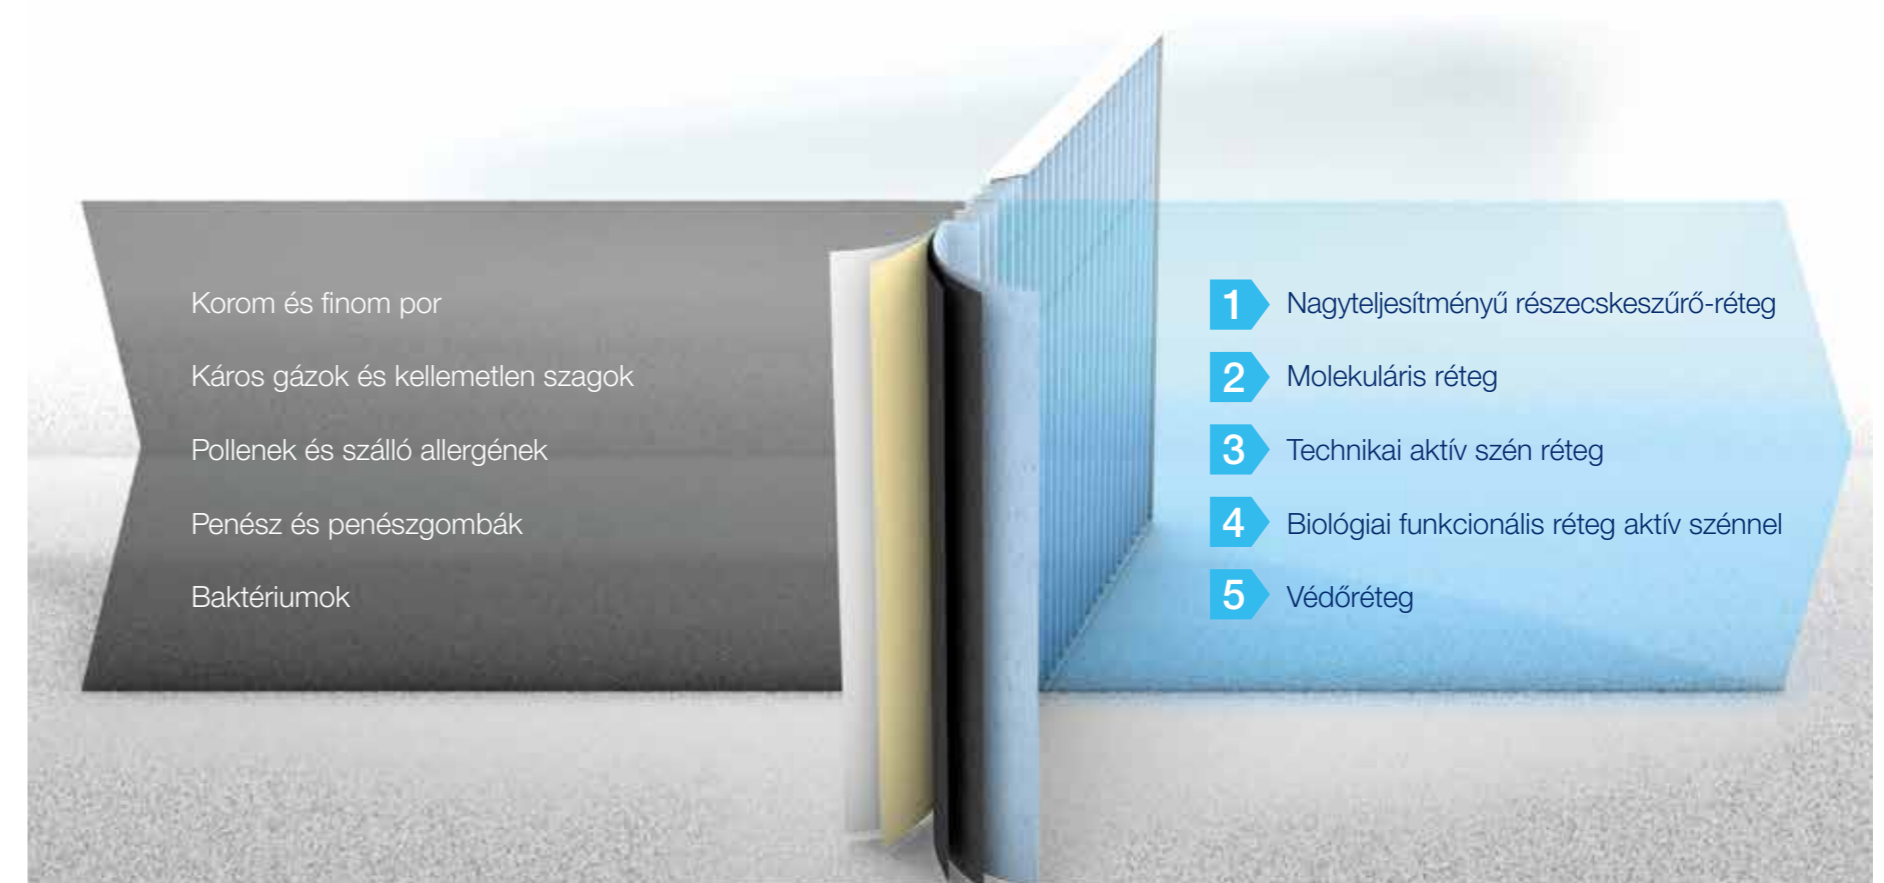 Korom és finom por
Káros gázok és kellemetlen szagok
Pollenek és szálló allergének
Penész és penészgombák
Baktériumok
1 Nagyteljesítményű részecskeszűrő-réteg
2 Molekuláris réteg
3 Technikai aktív szén réteg
4 Biológiai funkcionális réteg aktív szénnel
5 Védőréteg